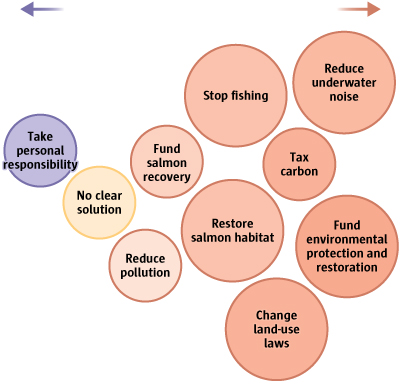 Take
personal
responsibility
No clear
solution
Fund
salmon
recovery
Reduce
pollution
Stop fishing
Restore
salmon habitat
Reduce
underwater
noise
Tax
carbon
Fund
environmental
protection and
restoration
Change
land-use
laws